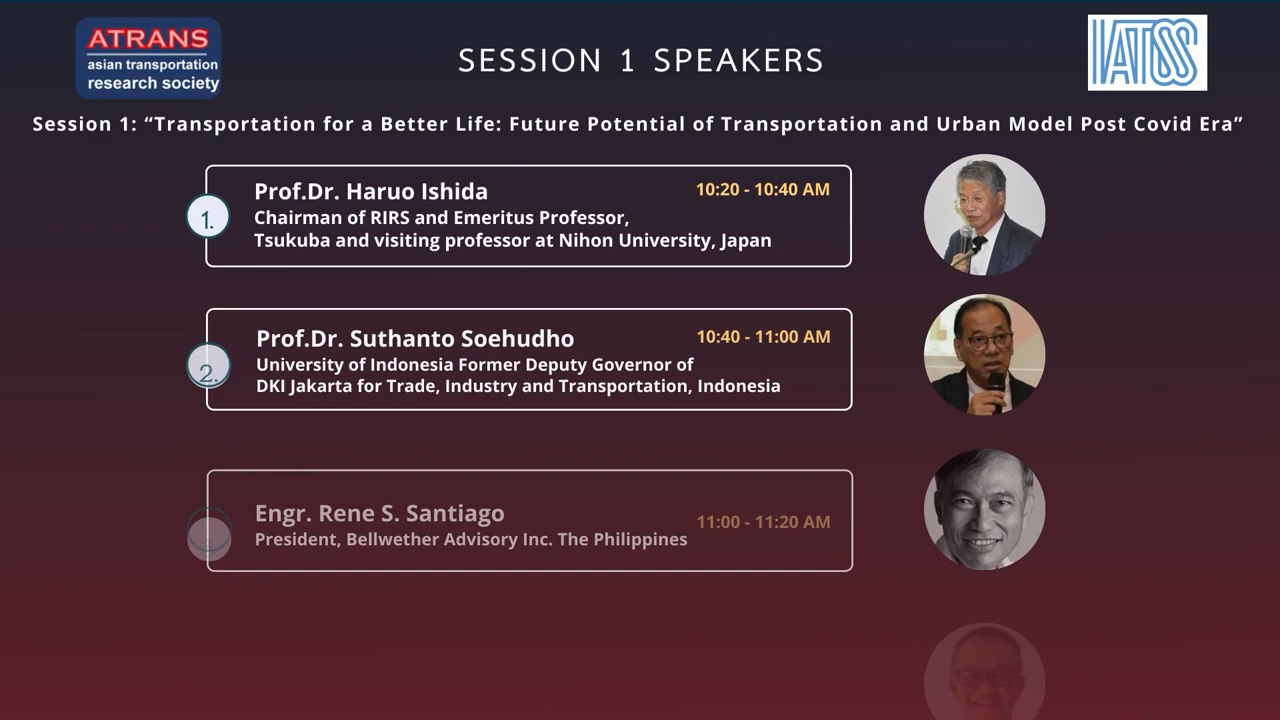 ATRANS
asian transportation
research society
SESSION 1 SPEAKERS
IATSS
Session 1: “Transportation for a Better Life: Future Potential of Transportation and Urban Model Post Covid Era”
1.
Prof.Dr. Haruo Ishida
10:20 - 10:40 AM
Chairman of RIRS and Emeritus Professor,
Tsukuba and visiting professor at Nihon University, Japan
2.
Prof.Dr. Suthanto Soehudho
10:40 - 11:00 AM
University of Indonesia Former Deputy Governor of
DKI Jakarta for Trade, Industry and Transportation, Indonesia
Engr. Rene S. Santiago
11:00 - 11:20 AM
President, Bellwether Advisory Inc. The Philippines